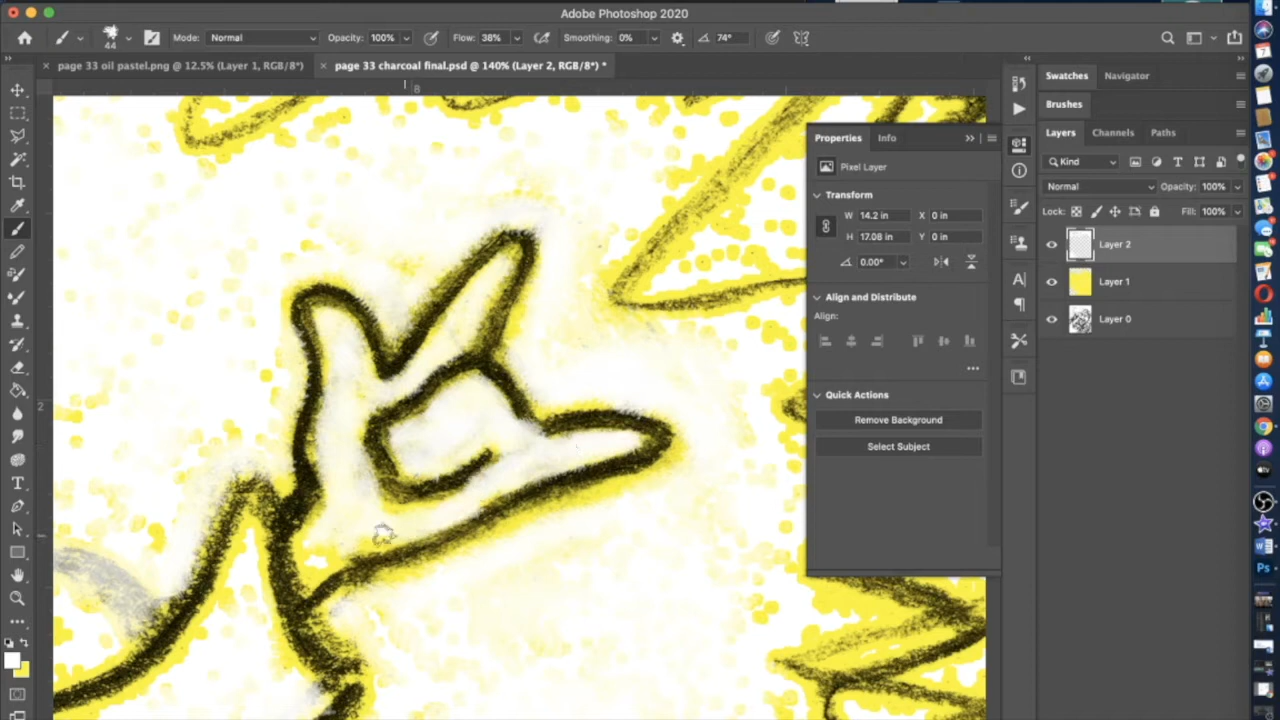 Adobe Photoshop 2020
44 Mode: Normal Opacity: 100% Flow: 38% Smoothing: 0% 74°
page 33 oil pastel.png @ 12.5% (Layer 1, RGB/8*) page 33 charcoal final.psd @ 140% (Layer 2, RGB/8*) *
8
2
Properties Info
Pixel Layer
Transform
W 14.2 in X 0 in
H 17.08 in Y 0 in
0.00°
Align and Distribute
Align:
Quick Actions
Remove Background
Select Subject
Swatches Navigator
Brushes
Layers Channels Paths
Kind
Normal Opacity: 100%
Lock: Fill: 100%
Layer 2
Layer 1
Layer 0